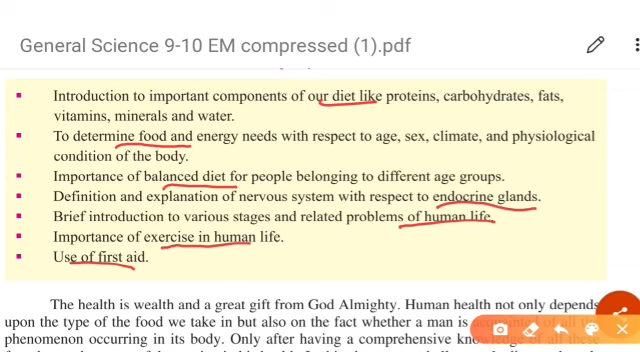 General Science 9-10 EM compressed (1).pdf
▪ Introduction to important components of our diet like proteins, carbohydrates, fats,
vitamins, minerals and water.
▪ To determine food and energy needs with respect to age, sex, climate, and physiological
condition of the body.
▪ Importance of balanced diet for people belonging to different age groups.
▪ Definition and explanation of nervous system with respect to endocrine glands.
▪ Brief introduction to various stages and related problems of human life.
▪ Importance of exercise in human life.
▪ Use of first aid.
The health is wealth and a great gift from God Almighty. Human health not only depends
upon the type of the food we take in but also on the fact whether a man is acquainted of all the
phenomenon occurring in its body. Only after having a comprehensive knowledge of all these